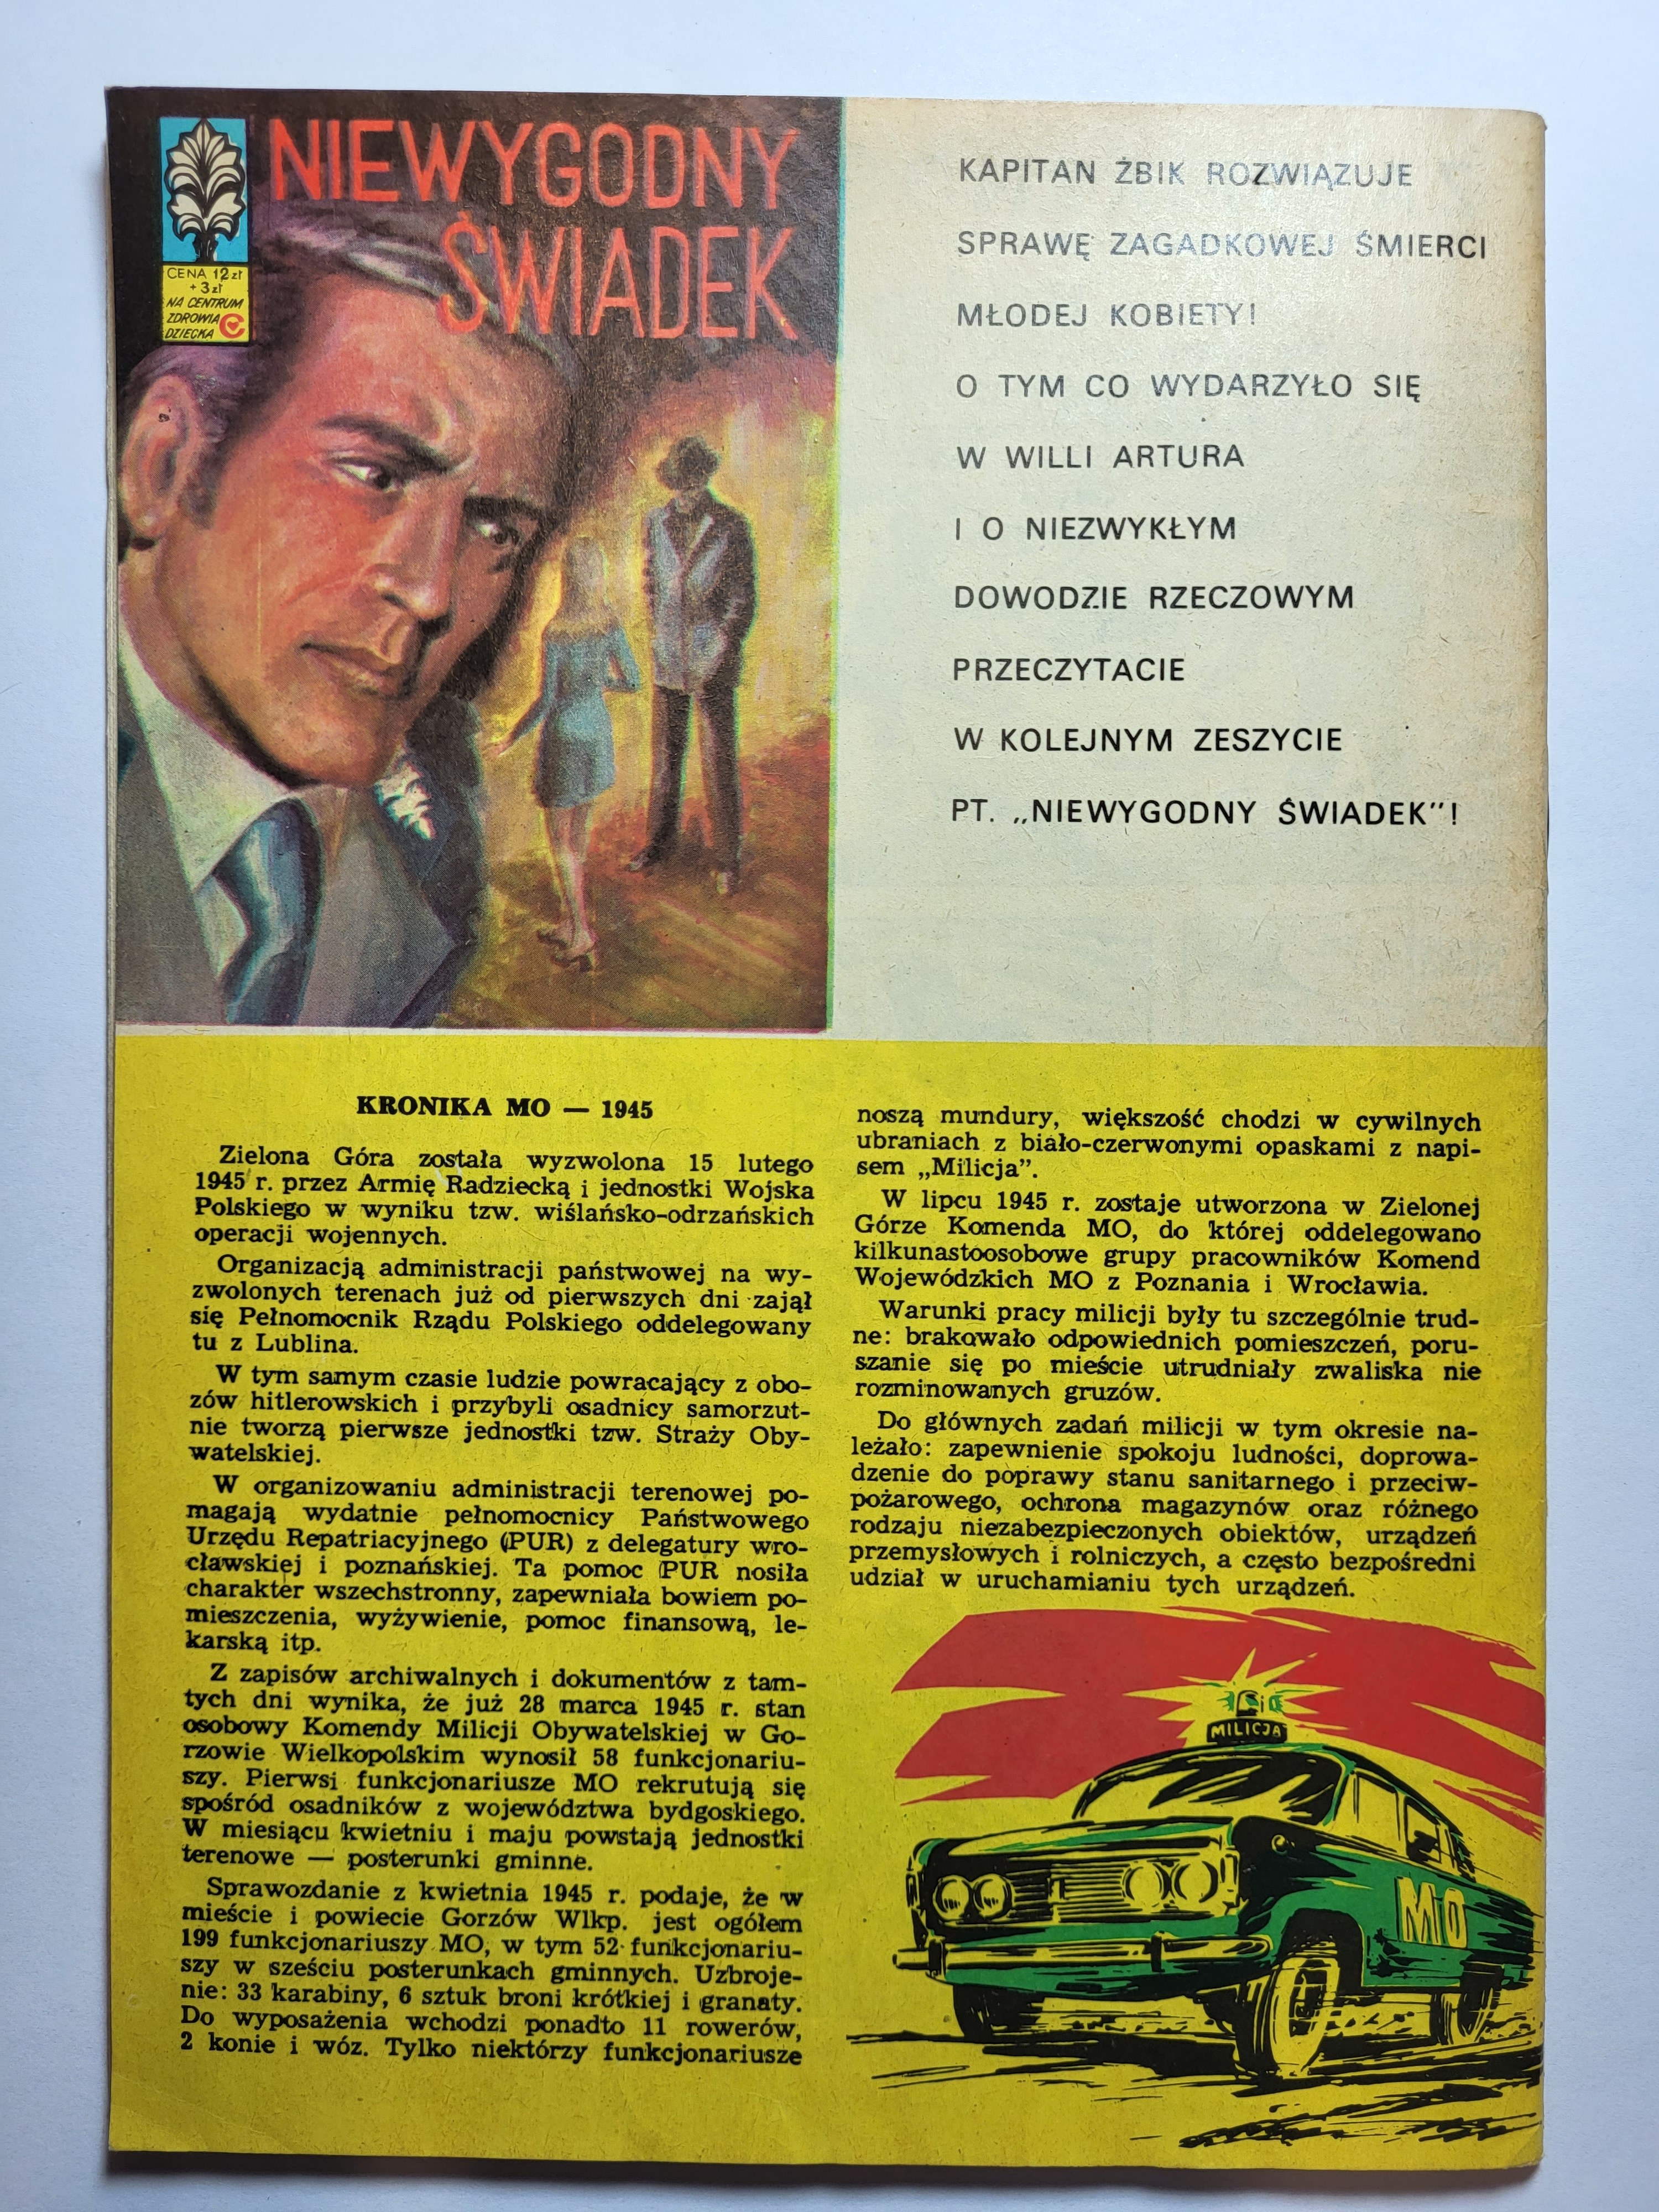 NIEWYGODNY
ŚWIADEK
CENA 12 zł
+ 3 zł
NA CENTRUM
ZDROWIA
DZIECKA
KAPITAN ŻBIK ROZWIĄZUJE
SPRAWĘ ZAGADKOWEJ ŚMIERCI
MŁODEJ KOBIETY!
O TYM CO WYDARZYŁO SIĘ
W WILLI ARTURA
I O NIEZWYKŁYM
DOWODZIE RZECZOWYM
PRZECZYTACIE
W KOLEJNYM ZESZYCIE
PT. „NIEWYGODNY ŚWIADEK”!
KRONIKA MO — 1945
Zielona Góra została wyzwolona 15 lutego
1945 r. przez Armię Radziecką i jednostki Wojska
Polskiego w wyniku tzw. wiślańsko-odrzańskich
operacji wojennych.
Organizacją administracji państwowej na wy-
zwolonych terenach już od pierwszych dni zajął
się Pełnomocnik Rządu Polskiego oddelegowany
tu z Lublina.
W tym samym czasie ludzie powracający z obo-
zów hitlerowskich i przybyli osadnicy samorzut-
nie tworzą pierwsze jednostki tzw. Straży Oby-
watelskiej.
W organizowaniu administracji terenowej po-
magają wydatnie pełnomocnicy Państwowego
Urzędu Repatriacyjnego (PUR) z delegatury wro-
cławskiej i poznańskiej. Ta pomoc PUR nosiła
charakter wszechstronny, zapewniała bowiem po-
mieszczenia, wyżywienie, pomoc finansową, le-
karską itp.
Z zapisów archiwalnych i dokumentów z tam-
tych dni wynika, że już 28 marca 1945 r. stan
osobowy Komendy Milicji Obywatelskiej w Go-
rzowie Wielkopolskim wynosił 58 funkcjonariu-
szy. Pierwsi funkcjonariusze MO rekrutują się
spośród osadników z województwa bydgoskiego.
W miesiącu kwietniu i maju powstają jednostki
terenowe — posterunki gminne.
Sprawozdanie z kwietnia 1945 r. podaje, że w
mieście i powiecie Gorzów Wlkp. jest ogółem
199 funkcjonariuszy MO, w tym 52 funkcjonariu-
szy w sześciu posterunkach gminnych. Uzbroje-
nie: 33 karabiny, 6 sztuk broni krótkiej i granaty.
Do wyposażenia wchodzi ponadto 11 rowerów,
2 konie i wóz. Tylko niektórzy funkcjonariusze
noszą mundury, większość chodzi w cywilnych
ubraniach z biało-czerwonymi opaskami z napi-
sem „Milicja”.
W lipcu 1945 r. zostaje utworzona w Zielonej
Górze Komenda MO, do której oddelegowano
kilkunastoosobowe grupy pracowników Komend
Wojewódzkich MO z Poznania i Wrocławia.
Warunki pracy milicji były tu szczególnie trud-
ne: brakowało odpowiednich pomieszczeń, poru-
szanie się po mieście utrudniały zwaliska nie
rozminowanych gruzów.
Do głównych zadań milicji w tym okresie na-
leżało: zapewnienie spokoju ludności, doprowa-
dzenie do poprawy stanu sanitarnego i przeciw-
pożarowego, ochrona magazynów oraz różnego
rodzaju niezabezpieczonych obiektów, urządzeń
przemysłowych i rolniczych, a często bezpośredni
udział w uruchamianiu tych urządzeń.
MILICJA
MO